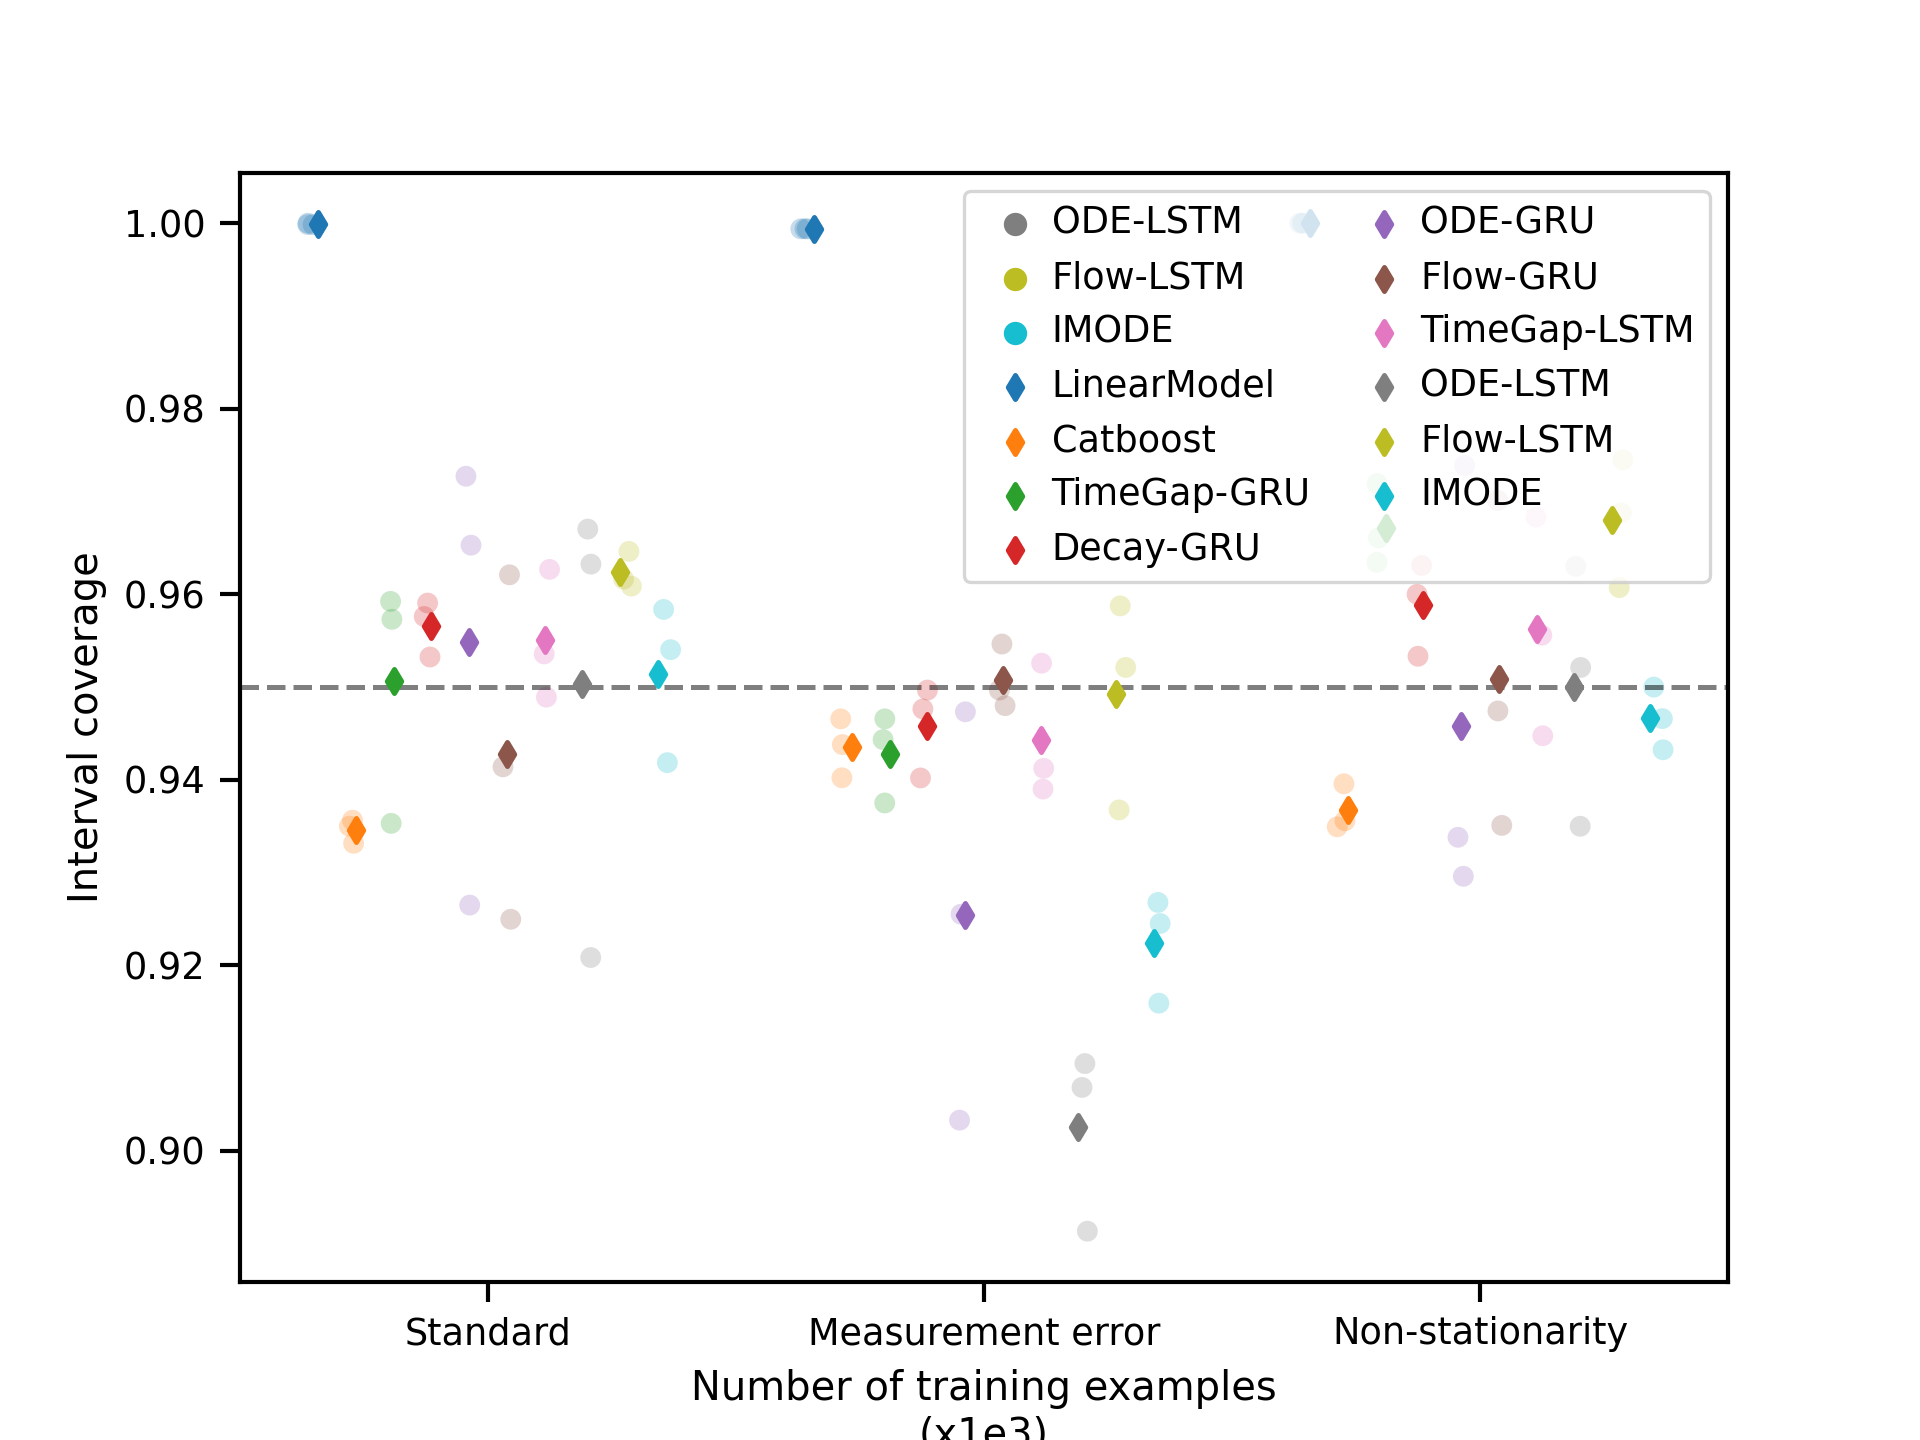 1.00
0.98
0.96
0.94
0.92
0.90
Interval coverage
ODE-LSTM
Flow-LSTM
IMODE
LinearModel
Catboost
TimeGap-GRU
Decay-GRU
ODE-GRU
Flow-GRU
TimeGap-LSTM
ODE-LSTM
Flow-LSTM
IMODE
Standard
Measurement error
Non-stationarity
Number of training examples
(x1e3)